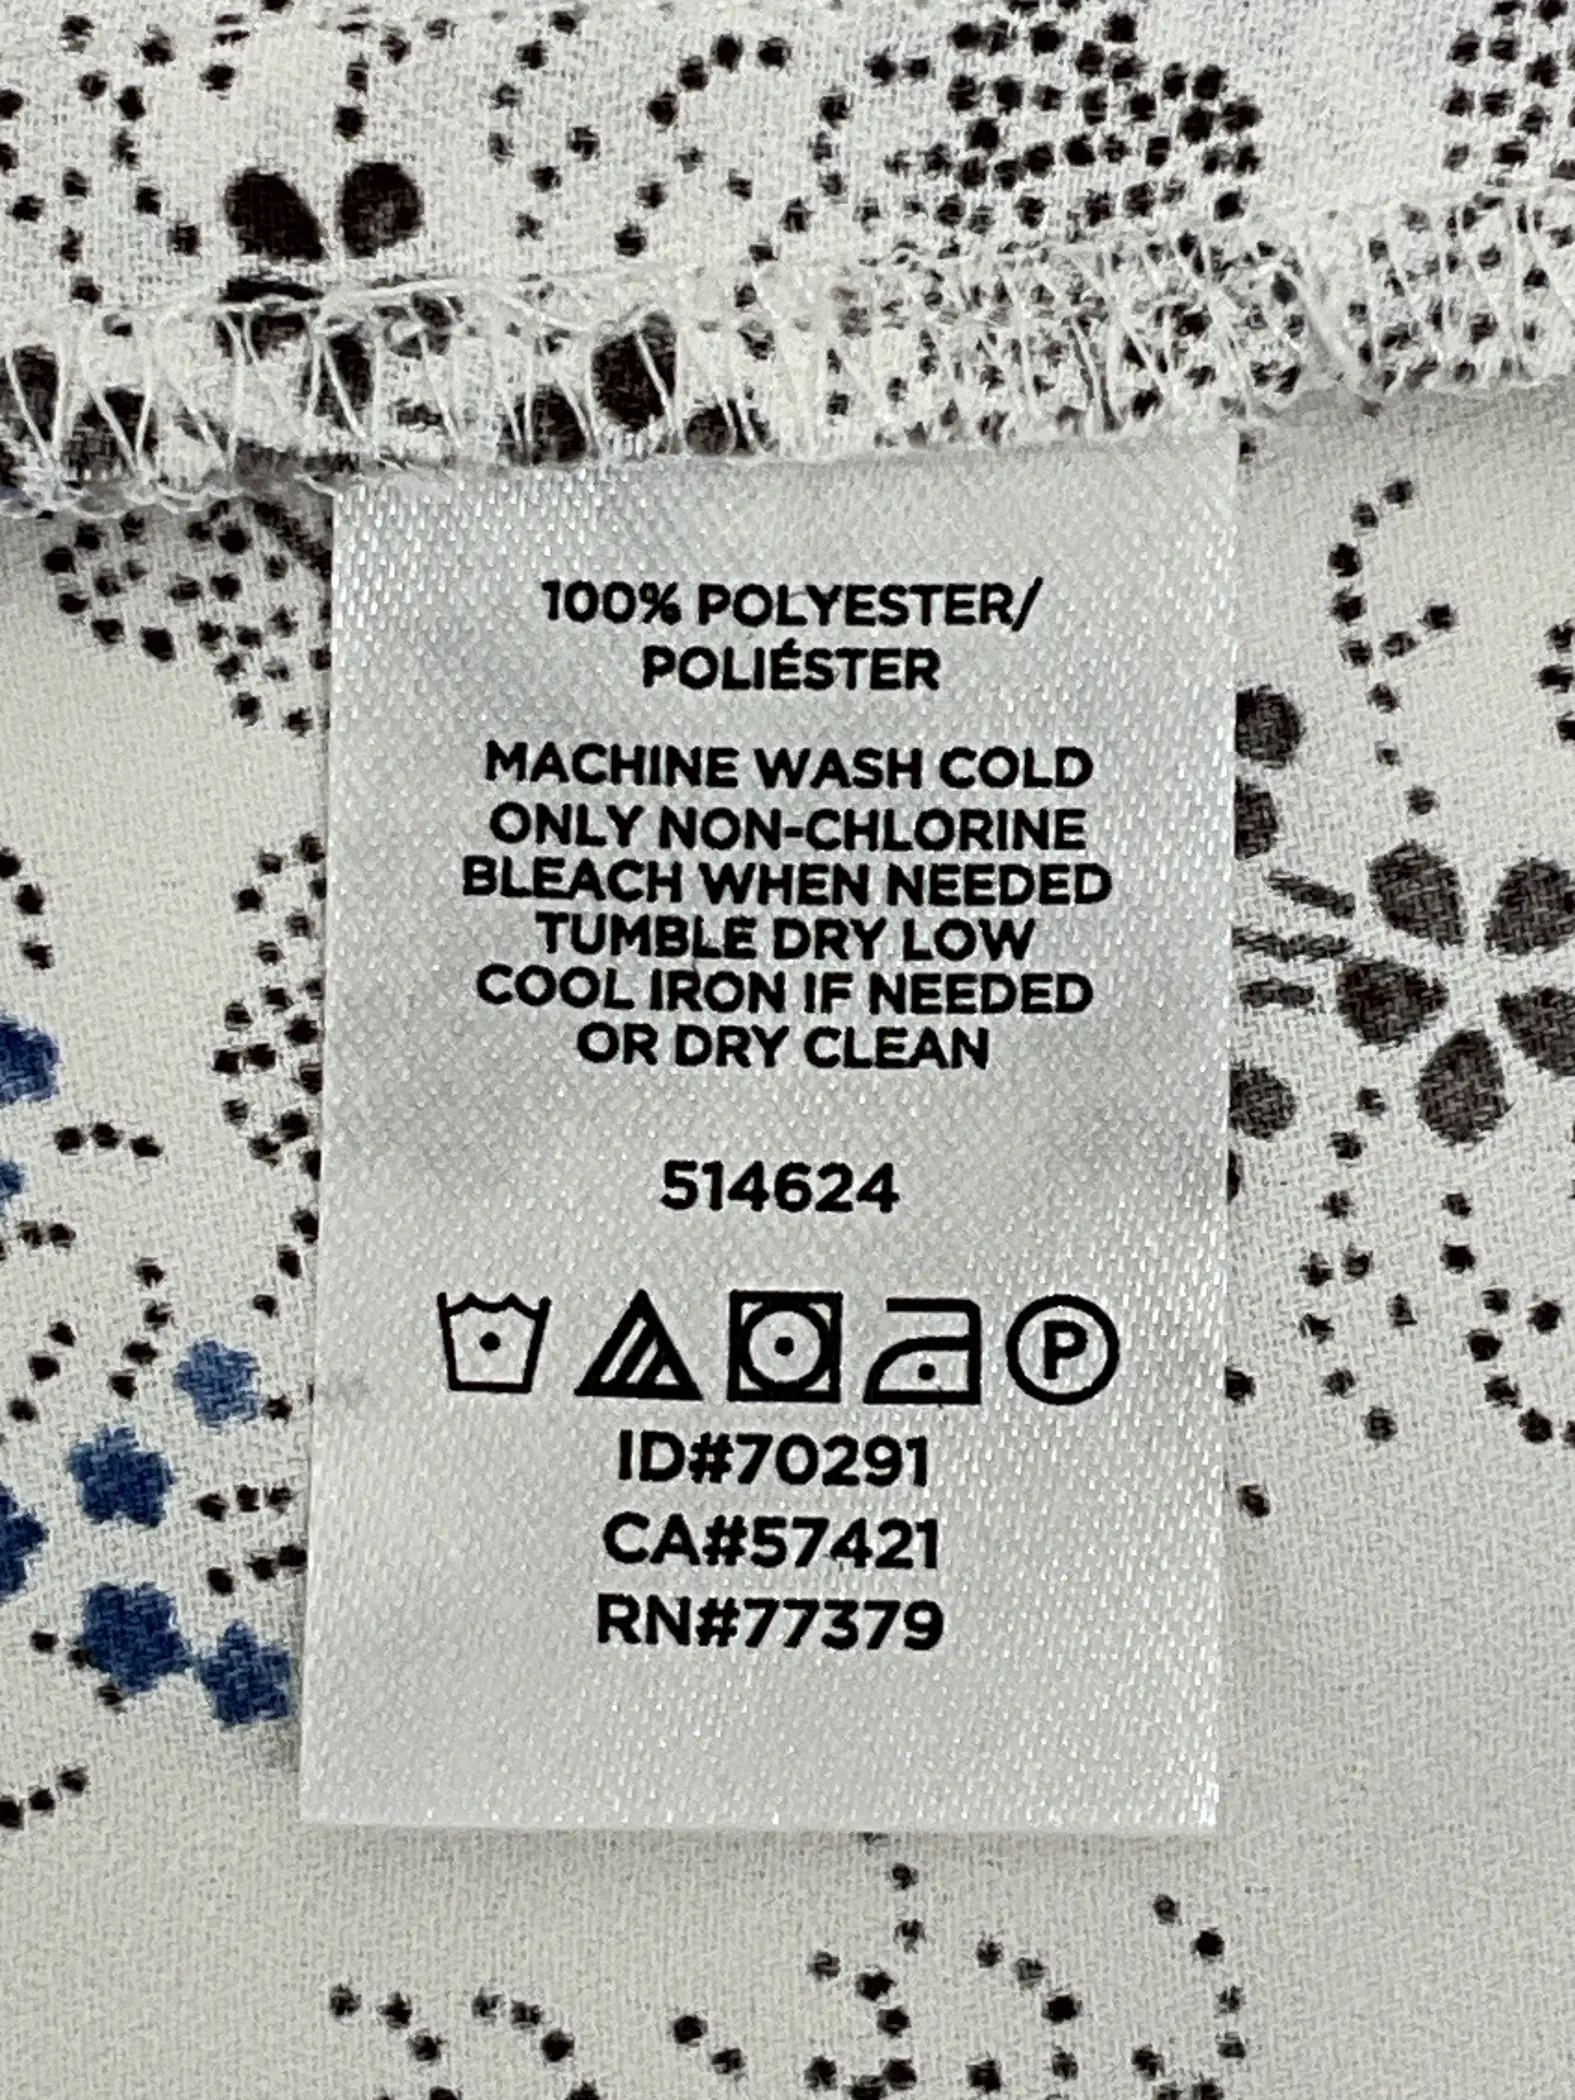 100% POLYESTER/
POLIÉSTER
MACHINE WASH COLD
ONLY NON-CHLORINE
BLEACH WHEN NEEDED
TUMBLE DRY LOW
COOL IRON IF NEEDED
OR DRY CLEAN
514624
P
ID#70291
CA#57421
RN#77379